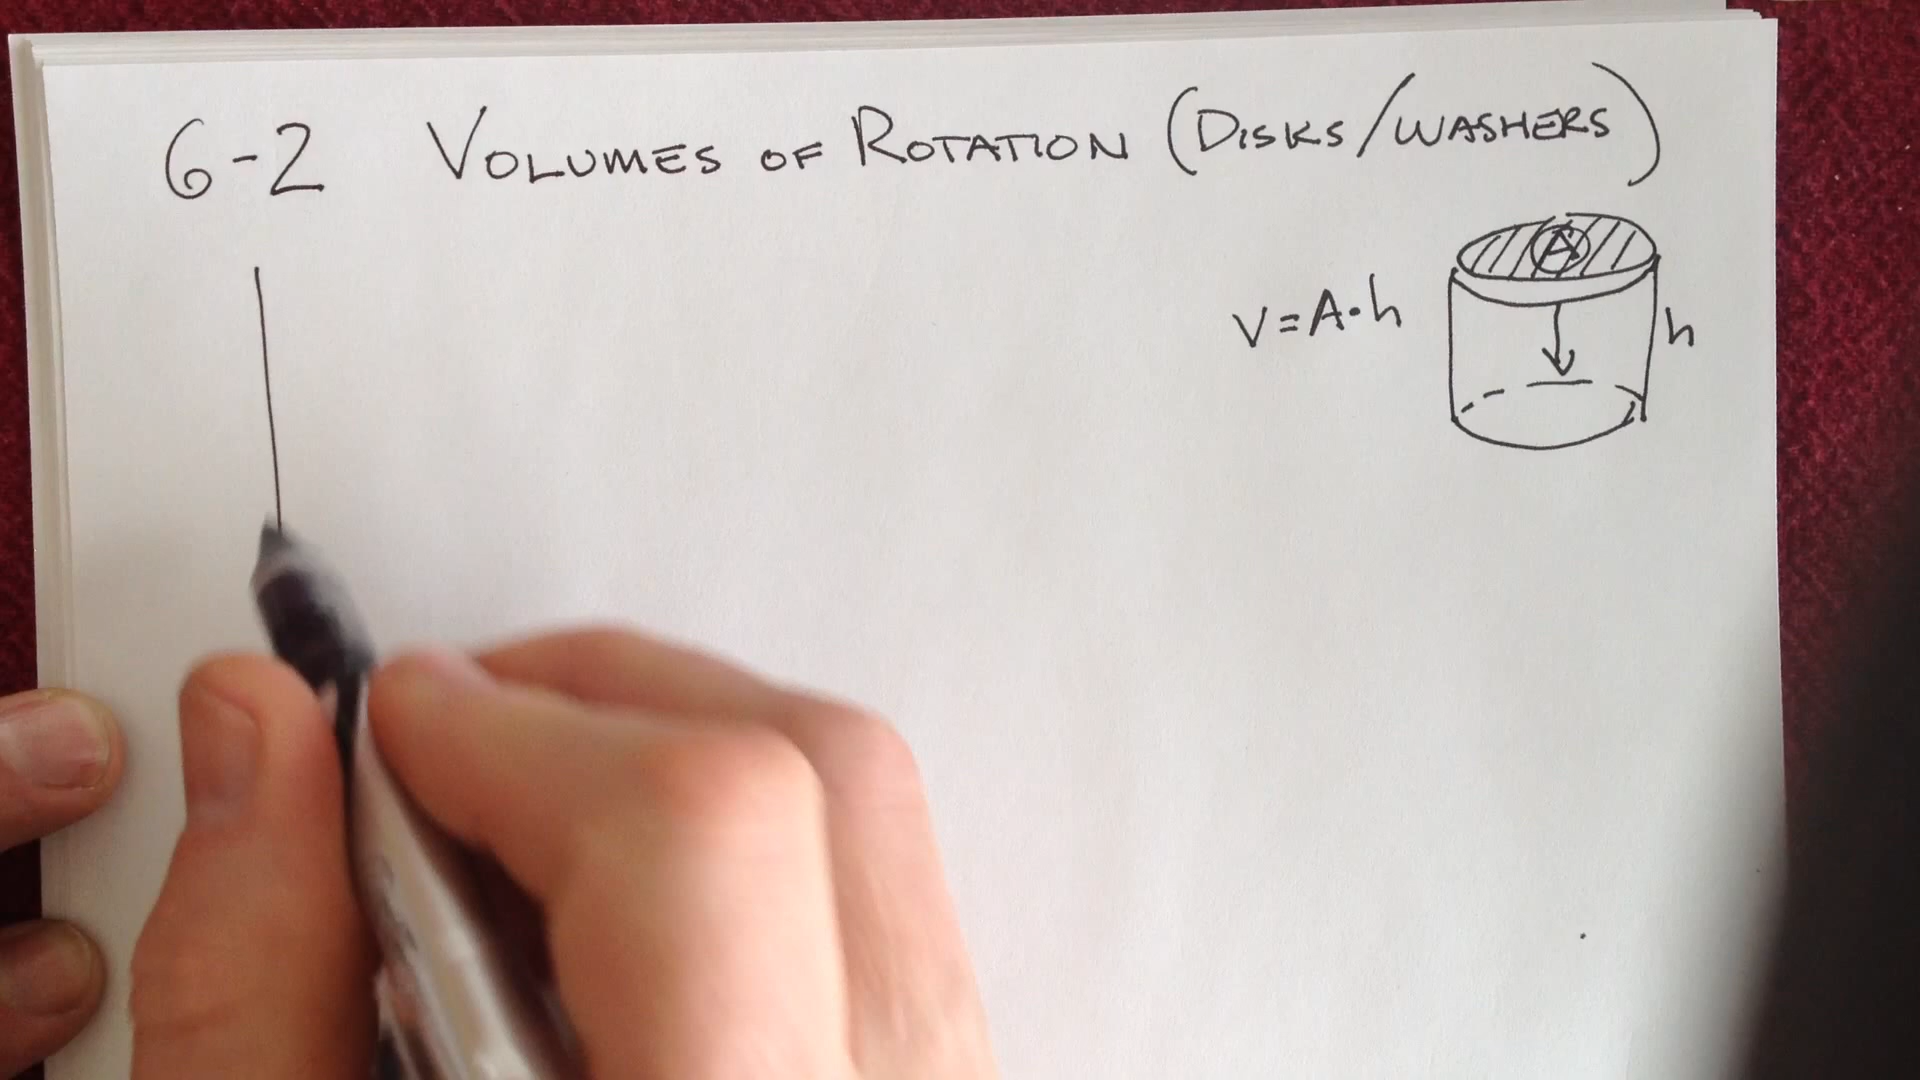 6-2 VOLUMES OF ROTATION (DISKS/WASHERS)
A
V=A·h
h